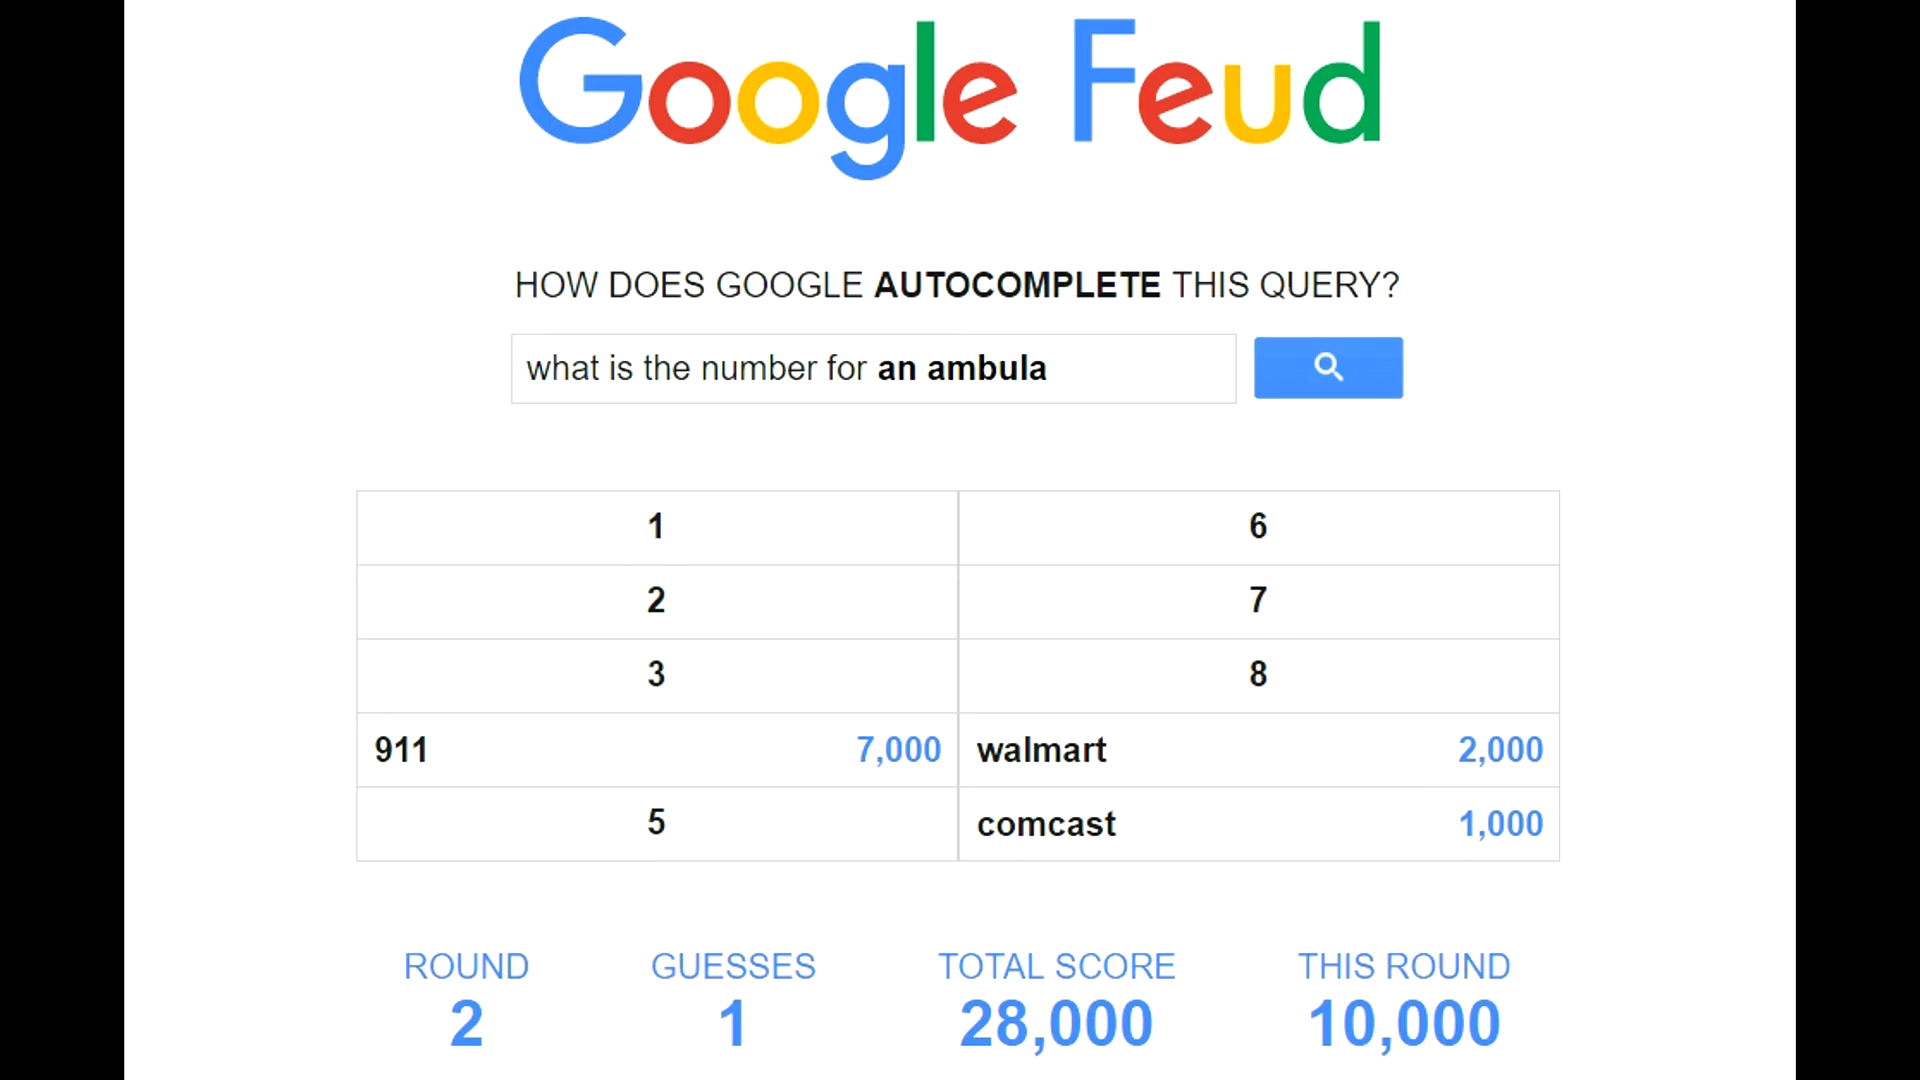 Google Feud
HOW DOES GOOGLE AUTOCOMPLETE THIS QUERY?
what is the number for an ambula
1
2
3
911 7,000
5
6
7
8
walmart 2,000
comcast 1,000
ROUND
2
GUESSES
1
TOTAL SCORE
28,000
THIS ROUND
10,000